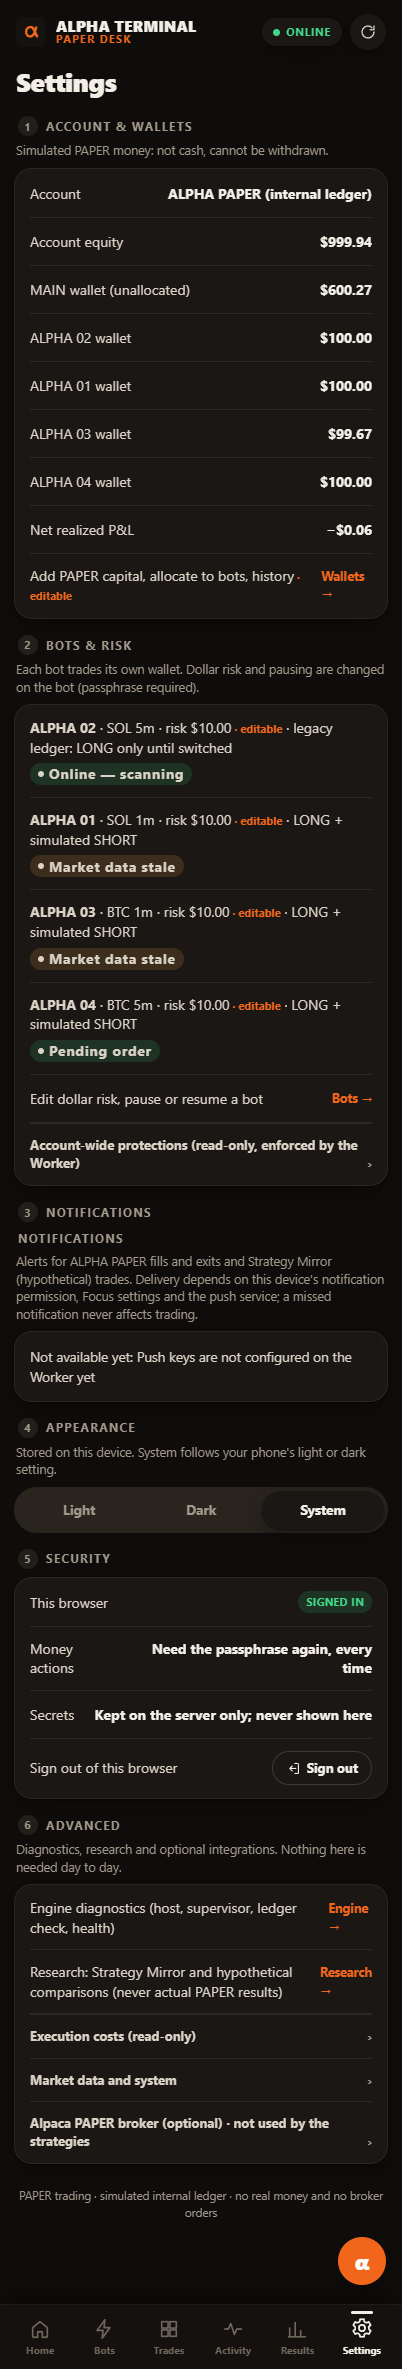 α ALPHA TERMINAL
PAPER DESK
ONLINE
Settings
1 ACCOUNT & WALLETS
Simulated PAPER money: not cash, cannot be withdrawn.
Account ALPHA PAPER (internal ledger)
Account equity $999.94
MAIN wallet (unallocated) $600.27
ALPHA 02 wallet $100.00
ALPHA 01 wallet $100.00
ALPHA 03 wallet $99.67
ALPHA 04 wallet $100.00
Net realized P&L −$0.06
Add PAPER capital, allocate to bots, history · editable
Wallets →
2 BOTS & RISK
Each bot trades its own wallet. Dollar risk and pausing are changed
on the bot (passphrase required).
ALPHA 02 · SOL 5m · risk $10.00 · editable · legacy
ledger: LONG only until switched
• Online — scanning
ALPHA 01 · SOL 1m · risk $10.00 · editable · LONG +
simulated SHORT
• Market data stale
ALPHA 03 · BTC 1m · risk $10.00 · editable · LONG +
simulated SHORT
• Market data stale
ALPHA 04 · BTC 5m · risk $10.00 · editable · LONG +
simulated SHORT
• Pending order
Edit dollar risk, pause or resume a bot Bots →
Account-wide protections (read-only, enforced by the
Worker) ›
3 NOTIFICATIONS
NOTIFICATIONS
Alerts for ALPHA PAPER fills and exits and Strategy Mirror
(hypothetical) trades. Delivery depends on this device's notification
permission, Focus settings and the push service; a missed
notification never affects trading.
Not available yet: Push keys are not configured on the
Worker yet
4 APPEARANCE
Stored on this device. System follows your phone's light or dark
setting.
Light Dark System
5 SECURITY
This browser SIGNED IN
Money actions
Need the passphrase again, every time
Secrets Kept on the server only; never shown here
Sign out of this browser Sign out
6 ADVANCED
Diagnostics, research and optional integrations. Nothing here is
needed day to day.
Engine diagnostics (host, supervisor, ledger
check, health)
Engine →
Research: Strategy Mirror and hypothetical
comparisons (never actual PAPER results)
Research →
Execution costs (read-only) ›
Market data and system ›
Alpaca PAPER broker (optional) · not used by the
strategies ›
PAPER trading · simulated internal ledger · no real money and no broker
orders
α
Home Bots Trades Activity Results Settings